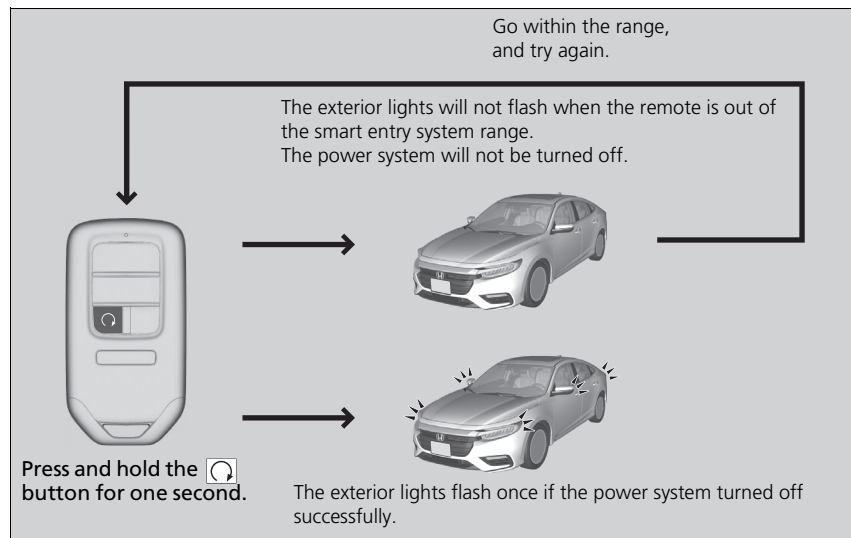 Go within the range,
and try again.
The exterior lights will not flash when the remote is out of
the smart entry system range.
The power system will not be turned off.
Press and hold the
button for one second.
The exterior lights flash once if the power system turned off
successfully.